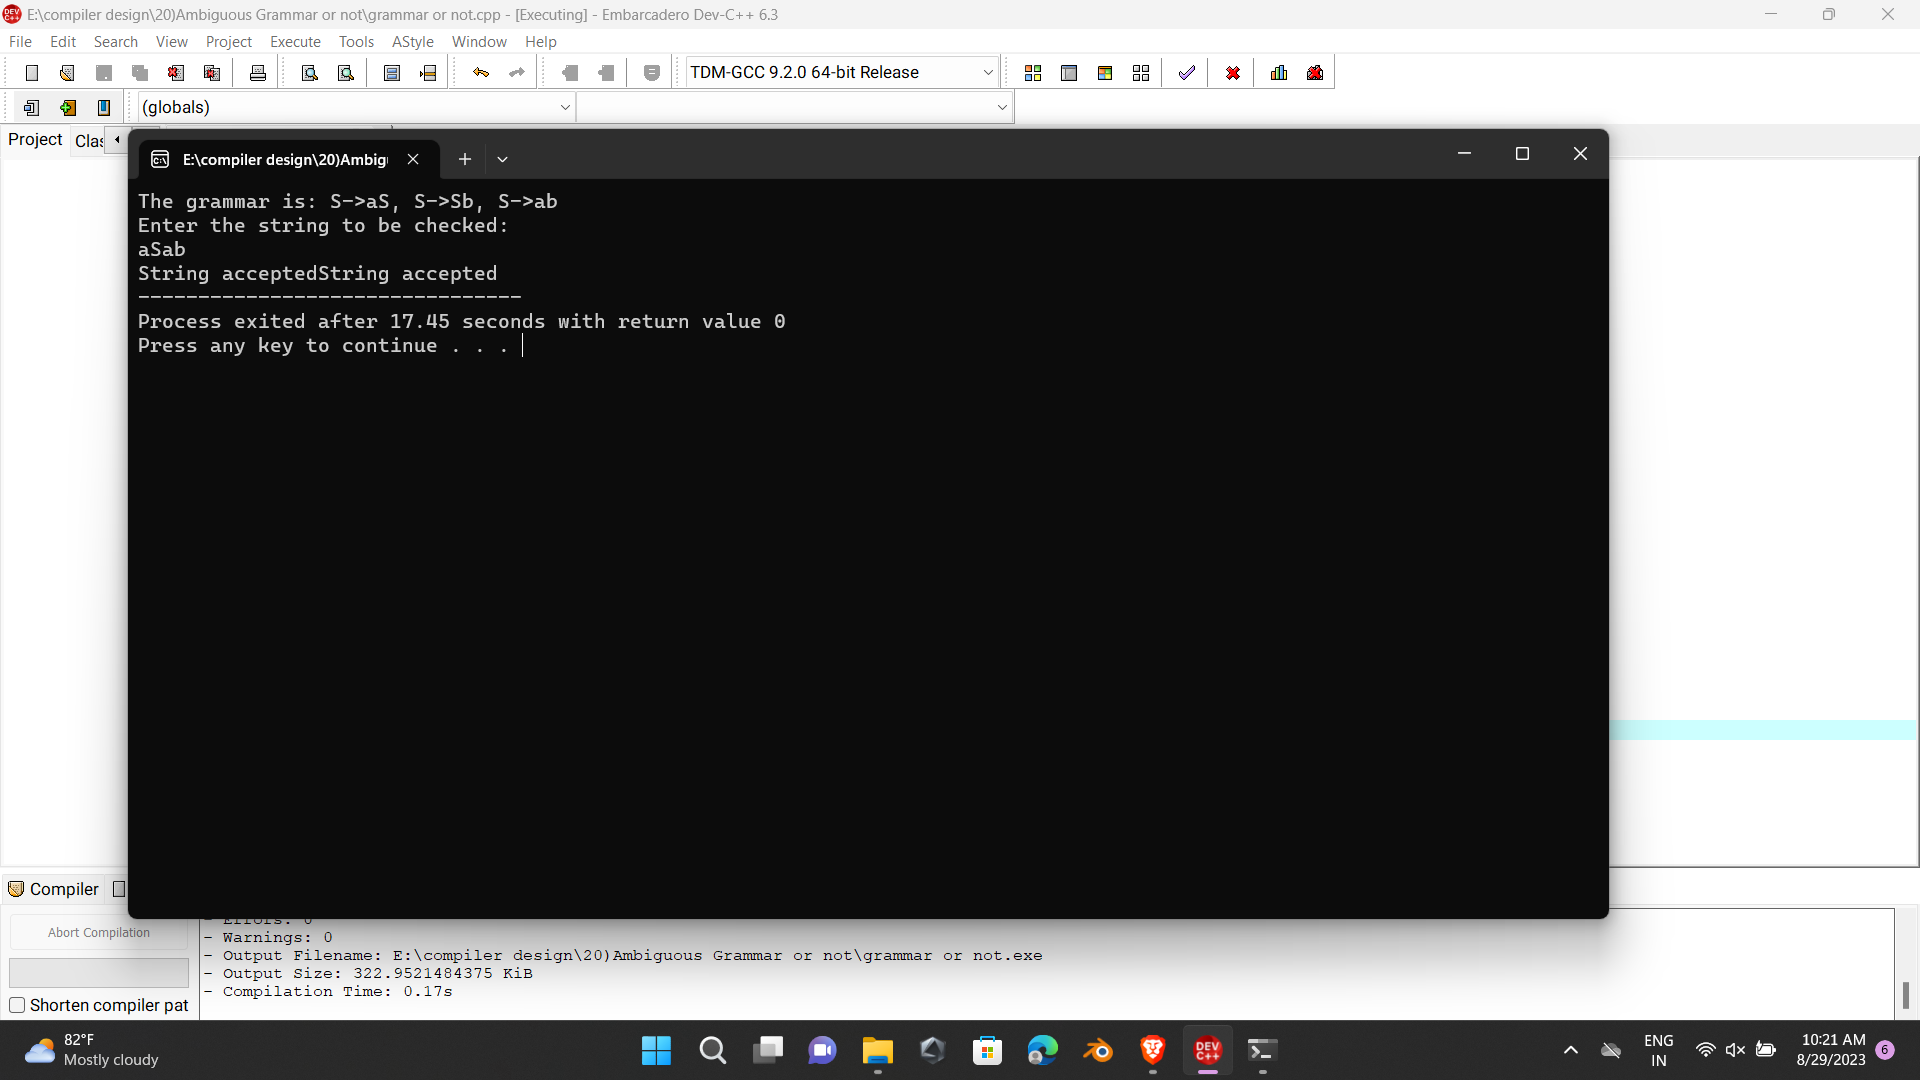 E:\compiler design\20)Ambiguous Grammar or not\grammar or not.cpp - [Executing] - Embarcadero Dev-C++ 6.3
File Edit Search View Project Execute Tools AStyle Window Help
TDM-GCC 9.2.0 64-bit Release
(globals)
Project Clas
E:\compiler design\20)Ambig
The grammar is: S->aS, S->Sb, S->ab
Enter the string to be checked:
aSab
String acceptedString accepted
--------------------------------
Process exited after 17.45 seconds with return value 0
Press any key to continue . . .
Compiler
Abort Compilation
Shorten compiler pat
- Errors: 0
- Warnings: 0
- Output Filename: E:\compiler design\20)Ambiguous Grammar or not\grammar or not.exe
- Output Size: 322.9521484375 KiB
- Compilation Time: 0.17s
82°F
Mostly cloudy
DEV C++
ENG
IN
10:21 AM
8/29/2023
6